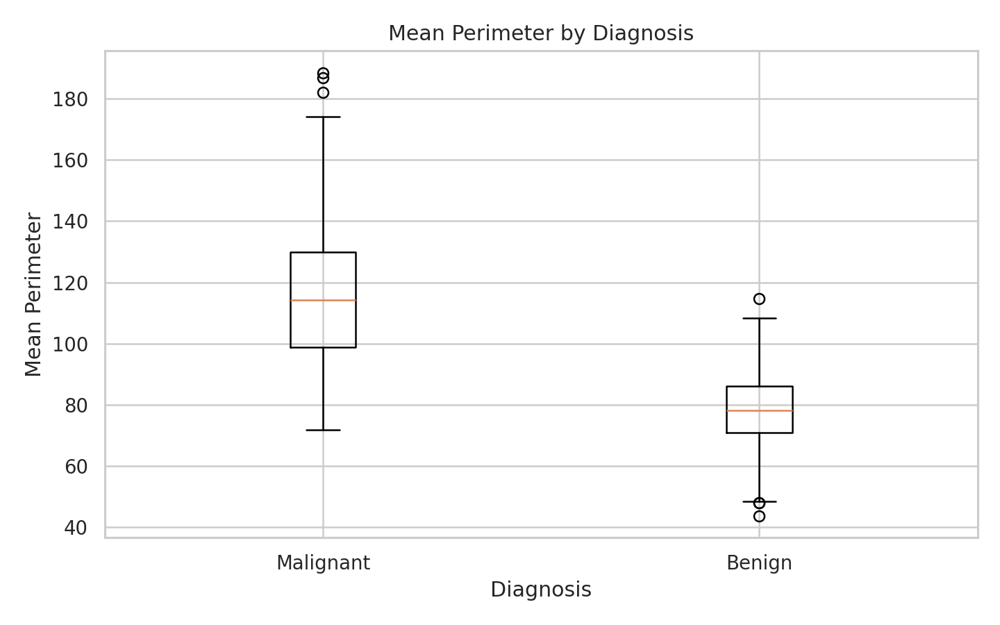 Mean Perimeter by Diagnosis
Mean Perimeter
180
160
140
120
100
80
60
40
Malignant
Benign
Diagnosis